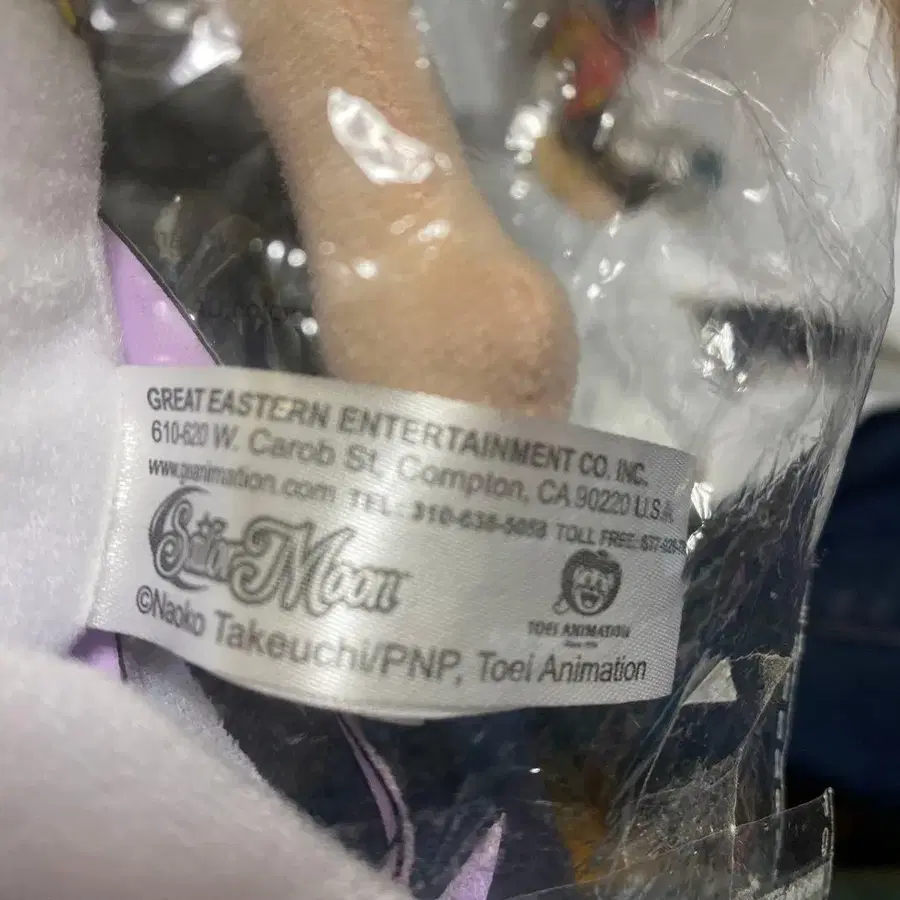 GREAT EASTERN ENTERTAINMENT CO. INC.
610-620 W. Carob St, Compton, CA 90220 U.S.A
www.geanimation.com TEL: 310-638-5058 TOLL FREE:
Sailor Moon
TOEI ANIMATION
©Naoko Takeuchi/PNP, Toei Animation